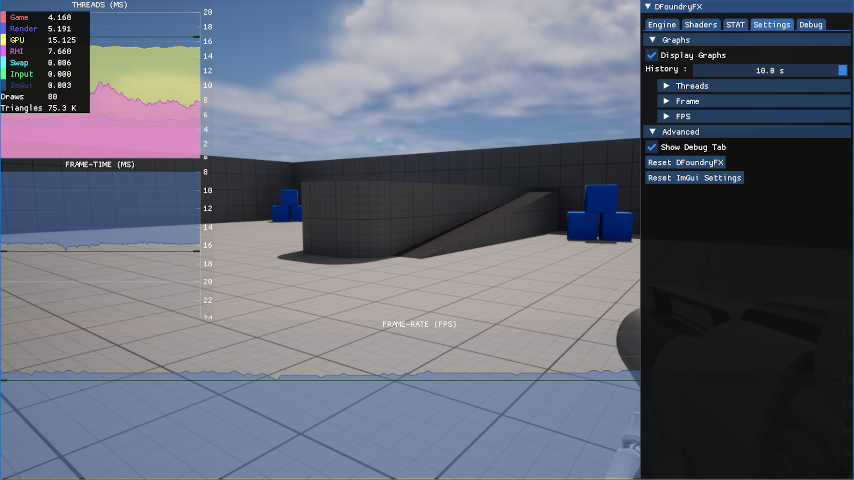 THREADS (MS)
Game 4.168
Render 5.191
GPU 15.125
RHI 7.660
Swap 0.006
Input 0.000
ImGui 0.003
Draws 80
Triangles 75.3 K
20
18
16
14
12
10
8
6
4
2
FRAME-TIME (MS)
8
10
12
14
16
18
20
22
24
FRAME-RATE (FPS)
DFoundryFX
Engine Shaders STAT Settings Debug
Graphs
Display Graphs
History : 10.0 s
Threads
Frame
FPS
Advanced
Show Debug Tab
Reset DFoundryFX
Reset ImGui Settings